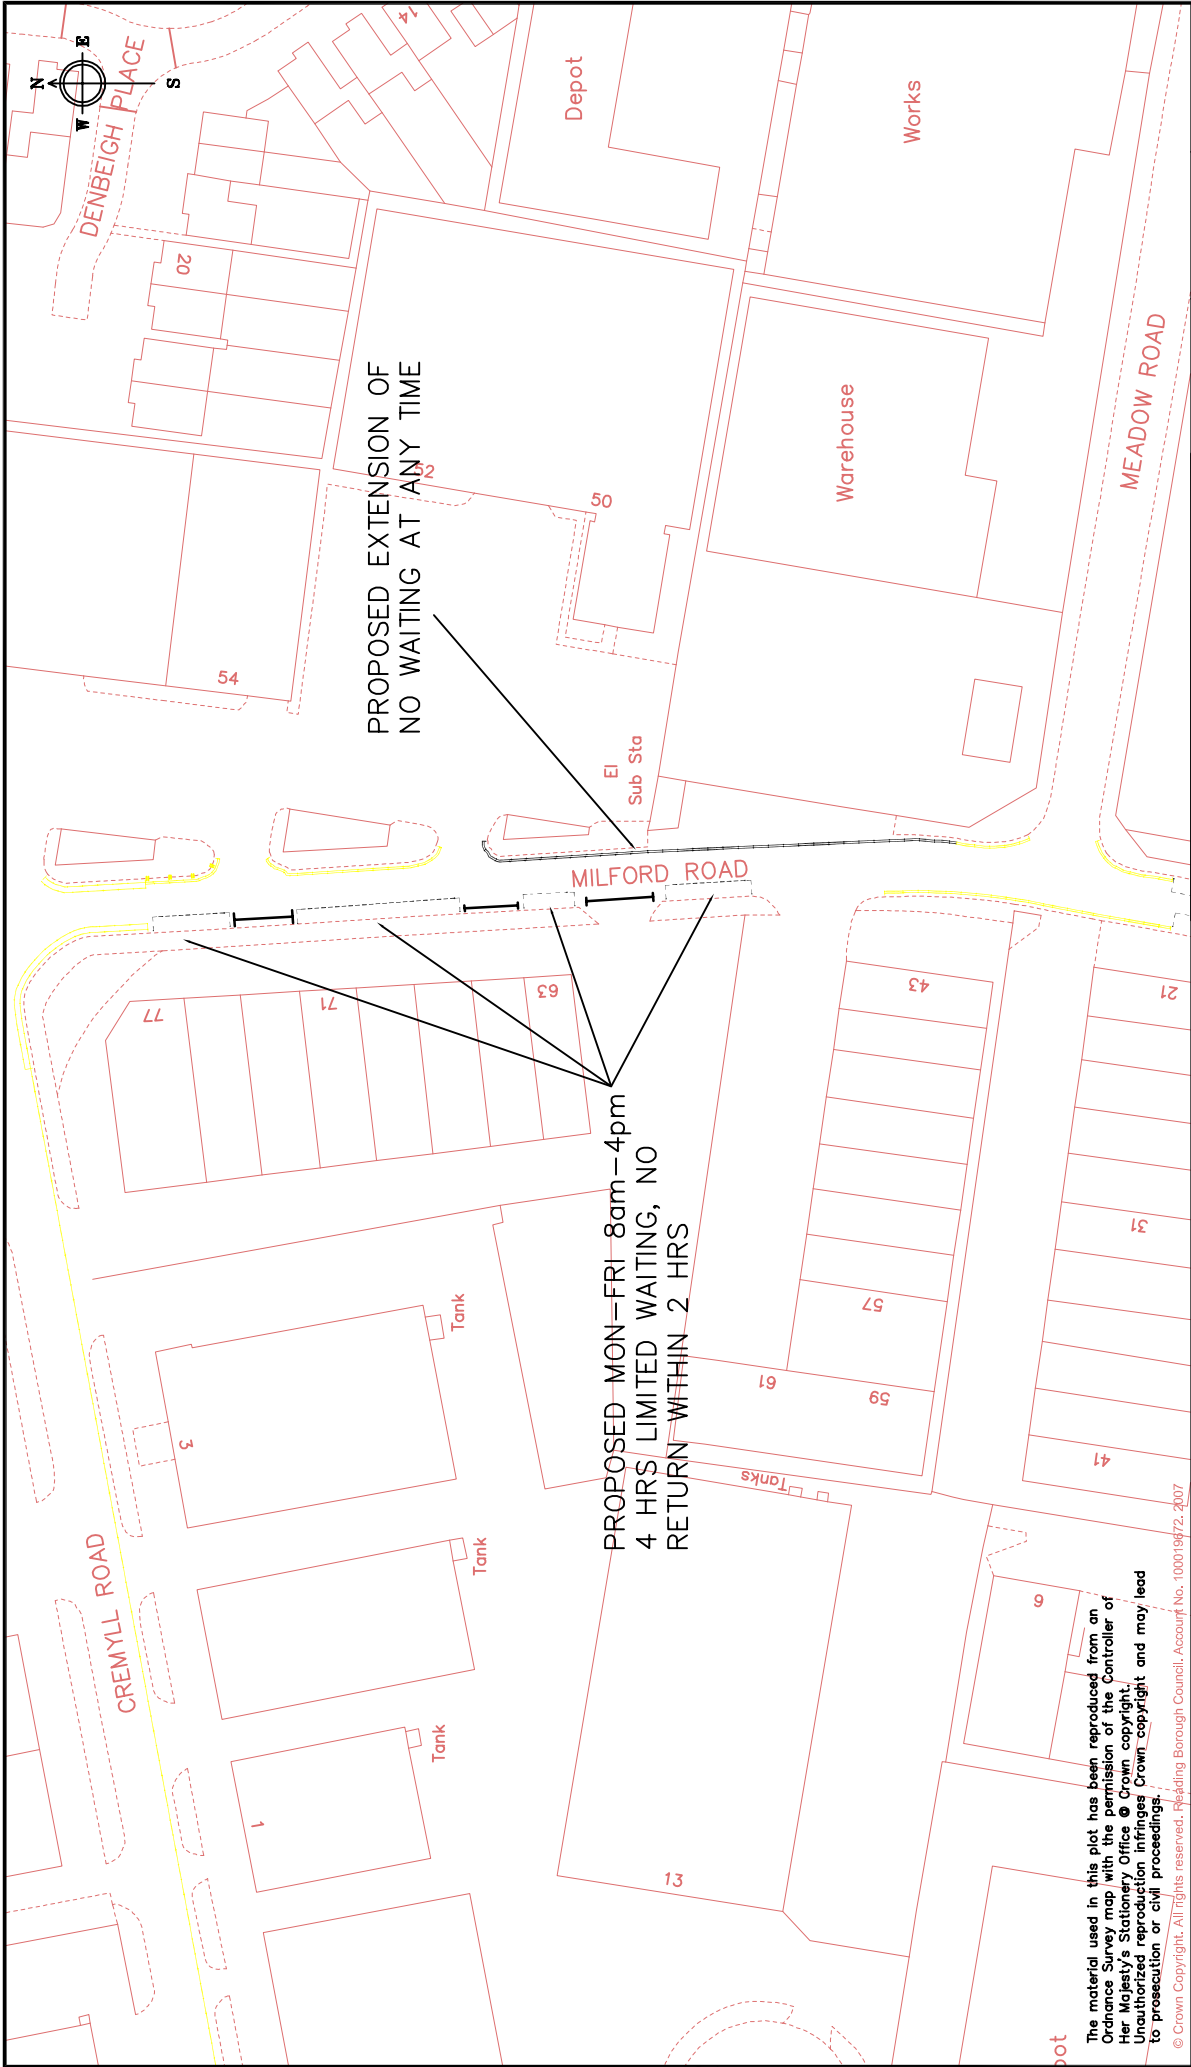 N
E
W
S
DENBEIGH PLACE
14
20
Depot
Works
PROPOSED EXTENSION OF
NO WAITING AT ANY TIME
52
50
54
Warehouse
MEADOW ROAD
El
Sub Sta
MILFORD ROAD
77
71
63
43
21
57
31
61
59
41
PROPOSED MON-FRI 8am-4pm
4 HRS LIMITED WAITING, NO
RETURN WITHIN 2 HRS
CREMYLL ROAD
3
Tank
Tank
Tank
1
Tanks
13
9
The material used in this plot has been reproduced from an
Ordnance Survey map with the permission of the Controller of
Her Majesty's Stationery Office © Crown copyright.
Unauthorized reproduction infringes Crown copyright and may lead
to prosecution or civil proceedings.
© Crown Copyright. All rights reserved. Reading Borough Council. Account No. 100019672. 2007